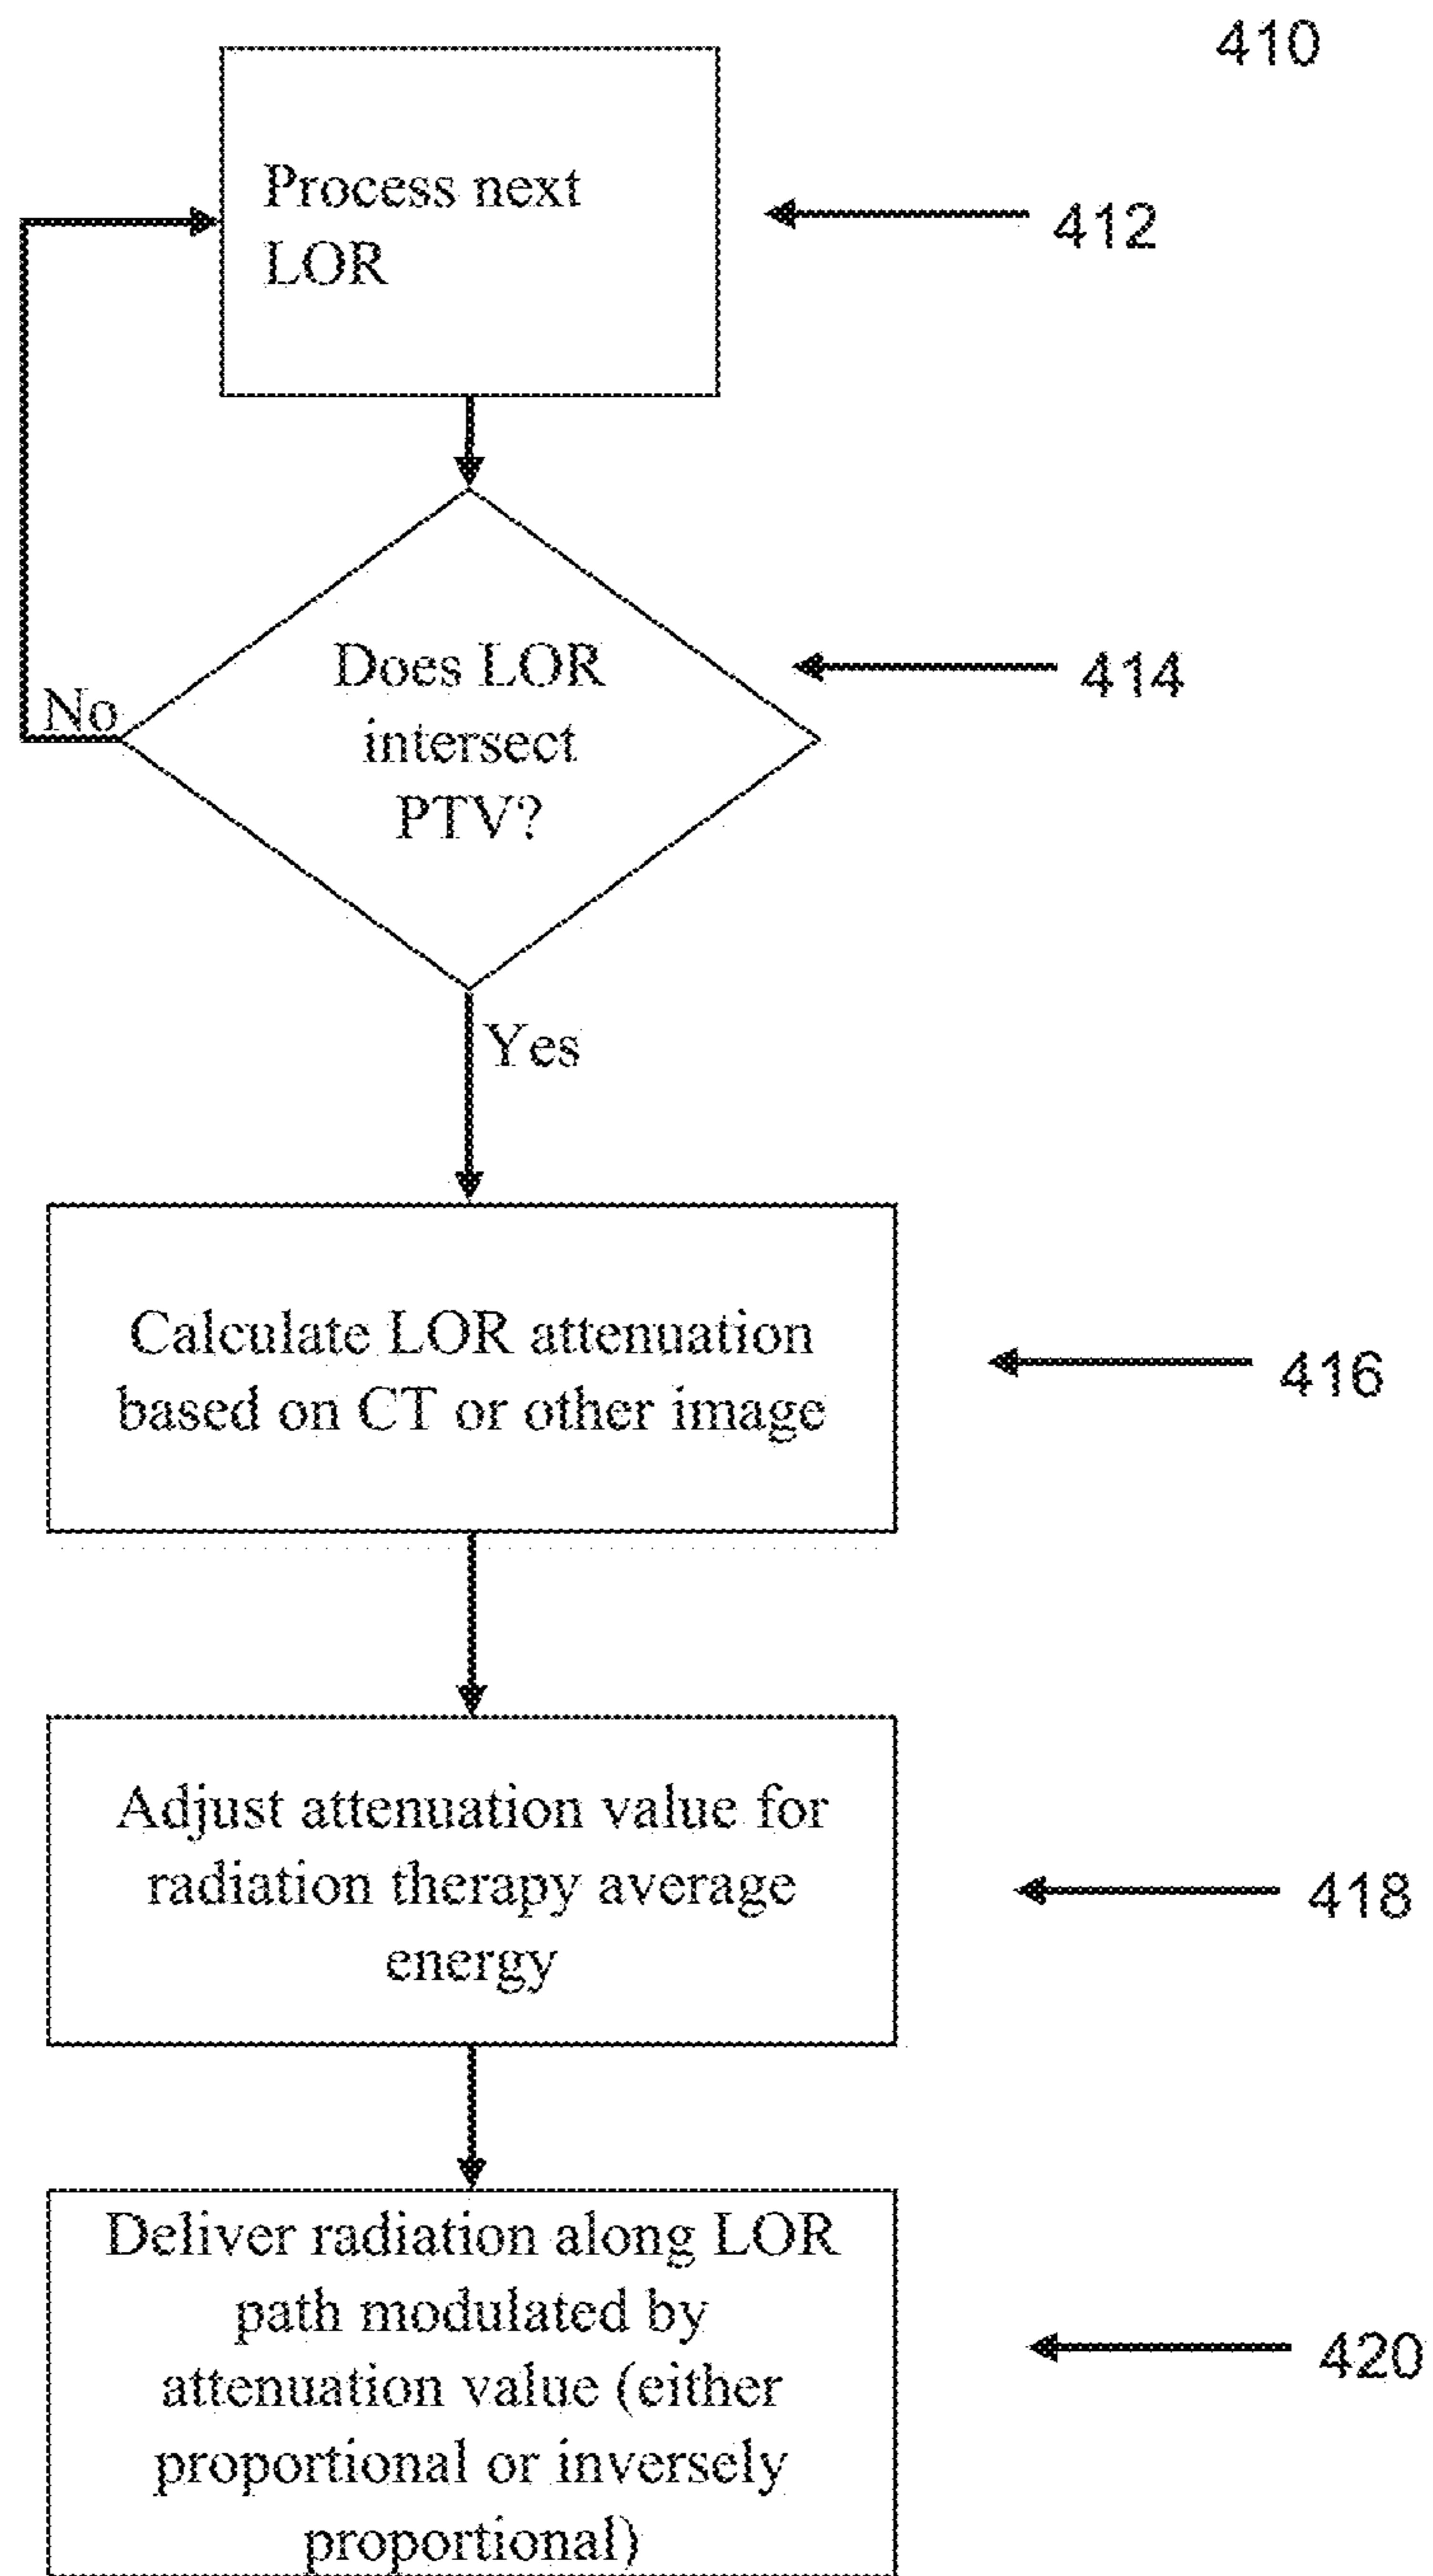 410
Process next
LOR
412
Does LOR
intersect
PTV?
414
No
Yes
Calculate LOR attenuation
based on CT or other image
416
Adjust attenuation value for
radiation therapy average
energy
418
Deliver radiation along LOR
path modulated by
attenuation value (either
proportional or inversely
proportional)
420